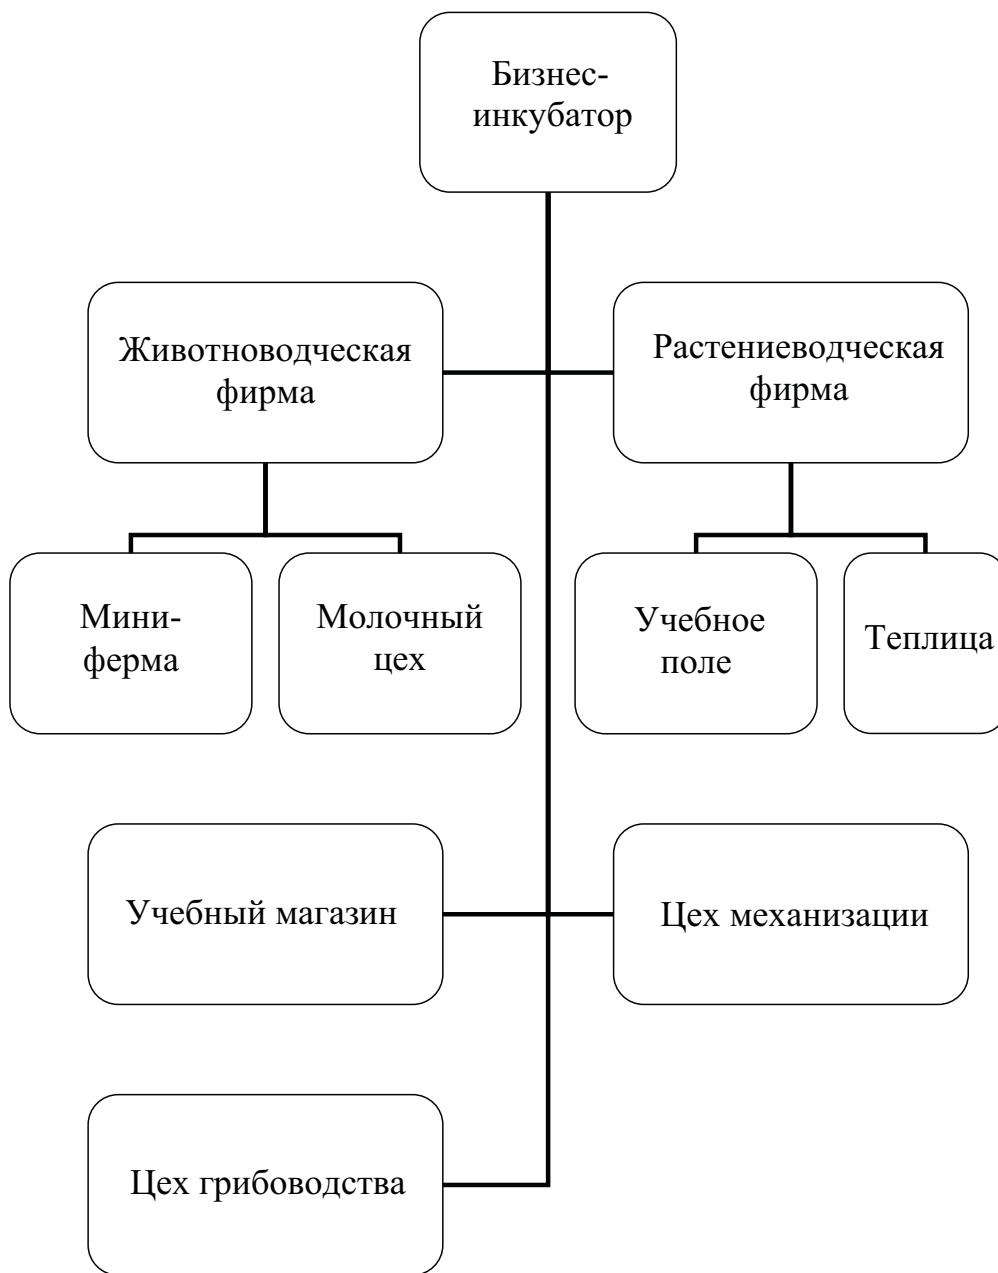 Бизнес-
инкубатор
Животноводческая
фирма
Растениеводческая
фирма
Мини-
ферма
Молочный
цех
Учебное
поле
Теплица
Учебный магазин
Цех механизации
Цех грибоводства